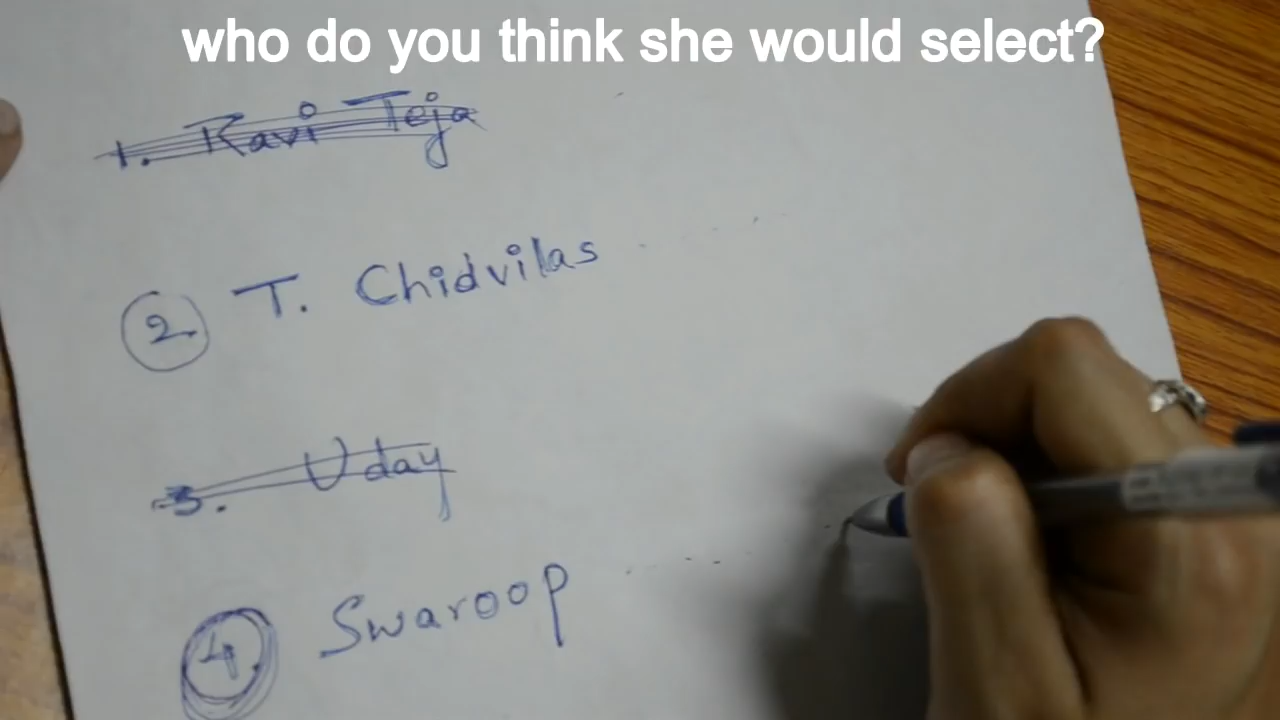 who do you think she would select?
1. Ravi Teja
2 T. Chidvilas
3. Uday
4 Swaroop